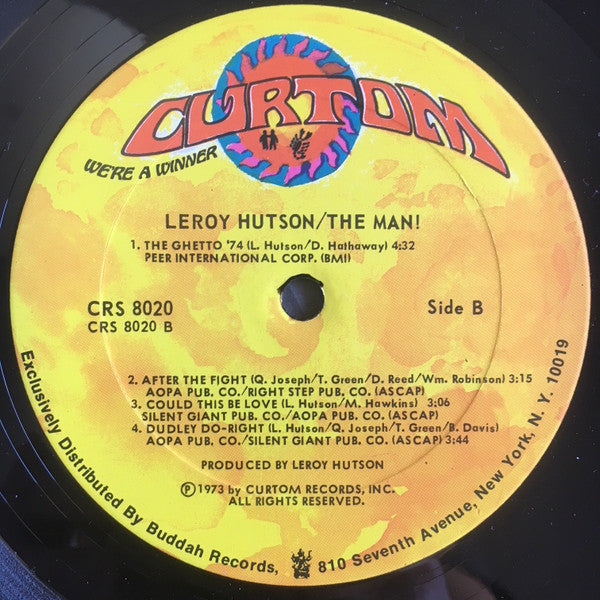 CURTOM
WE'RE A WINNER
LEROY HUTSON/THE MAN!
1. THE GHETTO '74 (L. Hutson/D. Hathaway) 4:32
PEER INTERNATIONAL CORP. (BMI)
CRS 8020
CRS 8020 B
Side B
2. AFTER THE FIGHT (Q. Joseph/T. Green/D. Reed/Wm. Robinson) 3:15
AOPA PUB. CO./RIGHT STEP PUB. CO. (ASCAP)
3. COULD THIS BE LOVE (L. Hutson/M. Hawkins) 3:06
SILENT GIANT PUB. CO./AOPA PUB. CO. (ASCAP)
4. DUDLEY DO-RIGHT (L. Hutson/Q. Joseph/T. Green/B. Davis)
AOPA PUB. CO./SILENT GIANT PUB. CO. (ASCAP) 3:44
PRODUCED BY LEROY HUTSON
Ⓟ1973 by CURTOM RECORDS, INC.
ALL RIGHTS RESERVED.
Exclusively Distributed By Buddah Records, 810 Seventh Avenue, New York, N. Y. 10019